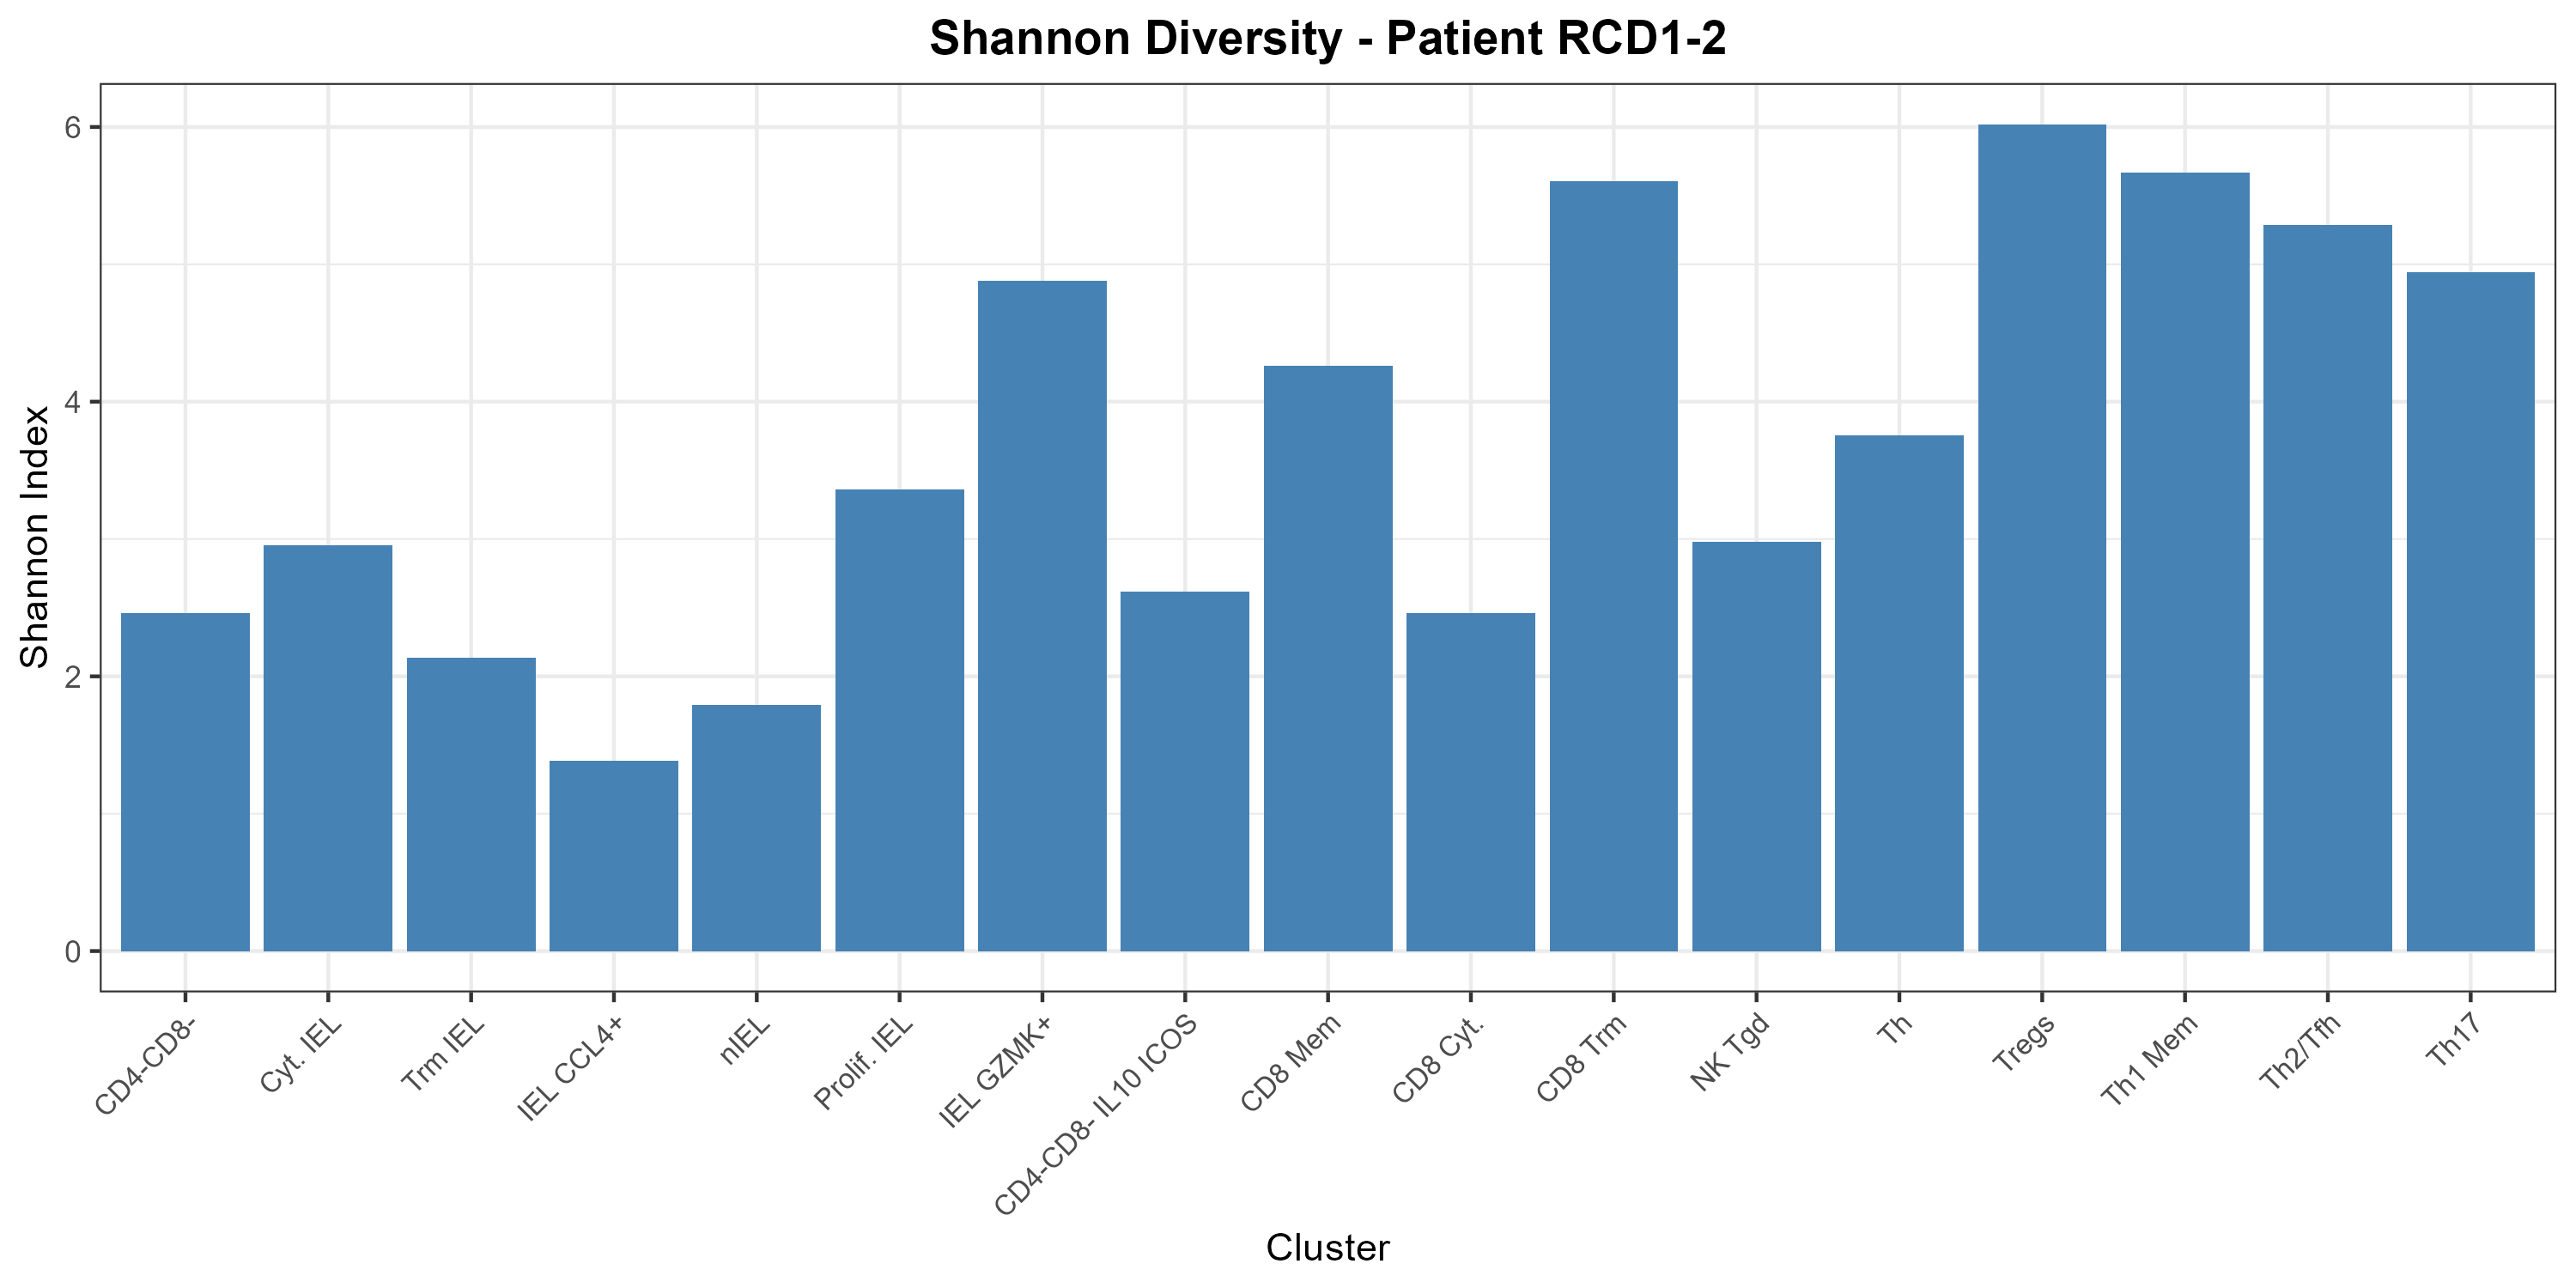 Shannon Diversity - Patient RCD1-2
Shannon Index
6
4
2
0
CD4-CD8-
Cyt. IEL
Trm IEL
IEL CCL4+
nIEL
Prolif. IEL
IEL GZMK+
CD4-CD8- IL10 ICOS
CD8 Mem
CD8 Cyt.
CD8 Trm
NK Tgd
Th
Tregs
Th1 Mem
Th2/Tfh
Th17
Cluster